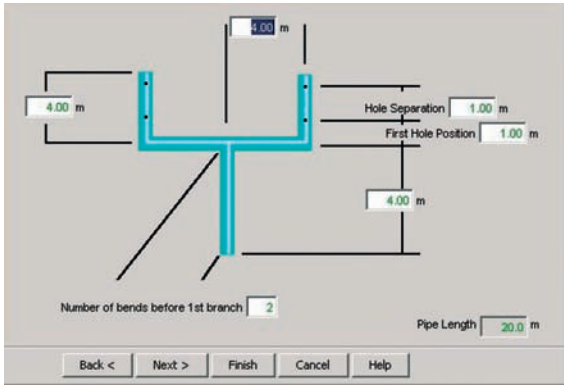 4.00 m
4.00 m
Hole Separation 1.00 m
First Hole Position 1.00 m
4.00 m
Number of bends before 1st branch 2
Pipe Length 20.0 m
Back < Next > Finish Cancel Help